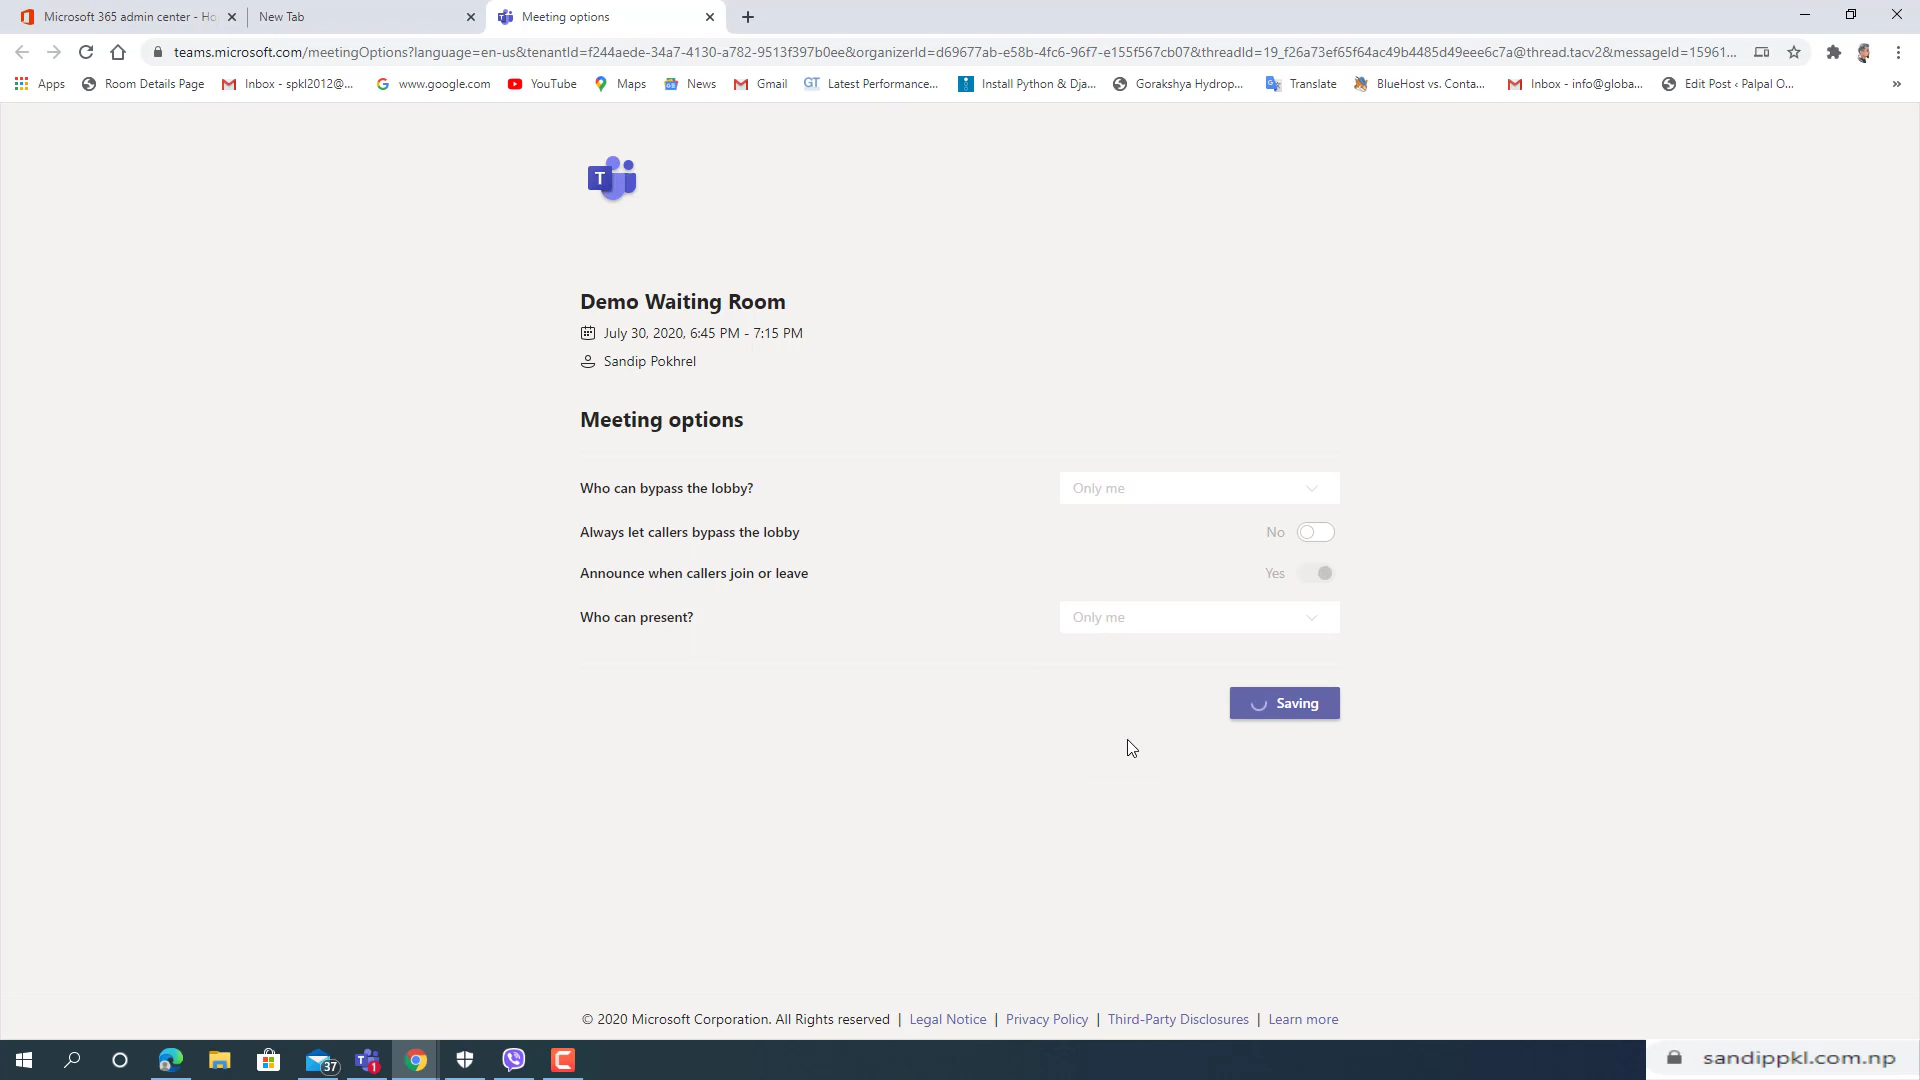 Microsoft 365 admin center - Ho
New Tab
Meeting options
teams.microsoft.com/meetingOptions?language=en-us&tenantId=f244aede-34a7-4130-a782-9513f397b0ee&organizerId=d69677ab-e58b-4fc6-96f7-e155f567cb07&threadId=19_f26a73ef65f64ac49b4485d49eee6c7a@thread.tacv2&messageId=15961...
Apps
Room Details Page
Inbox - spkl2012@...
www.google.com
YouTube
Maps
News
Gmail
GT Latest Performance...
Install Python & Dja...
Gorakshya Hydrop...
Translate
BlueHost vs. Conta...
Inbox - info@globa...
Edit Post ‹ Palpal O...
»
T
Demo Waiting Room
July 30, 2020, 6:45 PM - 7:15 PM
Sandip Pokhrel
Meeting options
Who can bypass the lobby? Only me
Always let callers bypass the lobby No
Announce when callers join or leave Yes
Who can present? Only me
Saving
© 2020 Microsoft Corporation. All Rights reserved | Legal Notice | Privacy Policy | Third-Party Disclosures | Learn more
37
T 1
sandippkl.com.np